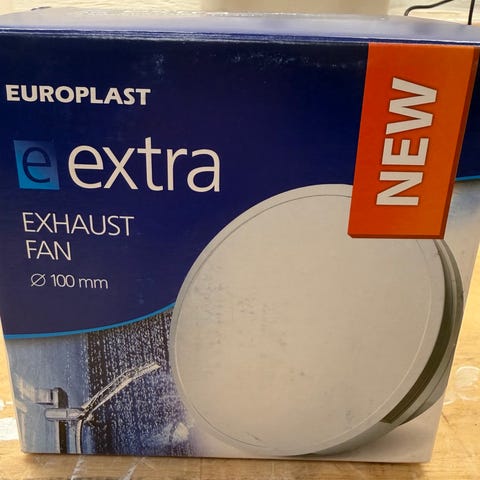 EUROPLAST
e extra
EXHAUST
FAN
Ø 100 mm
NEW